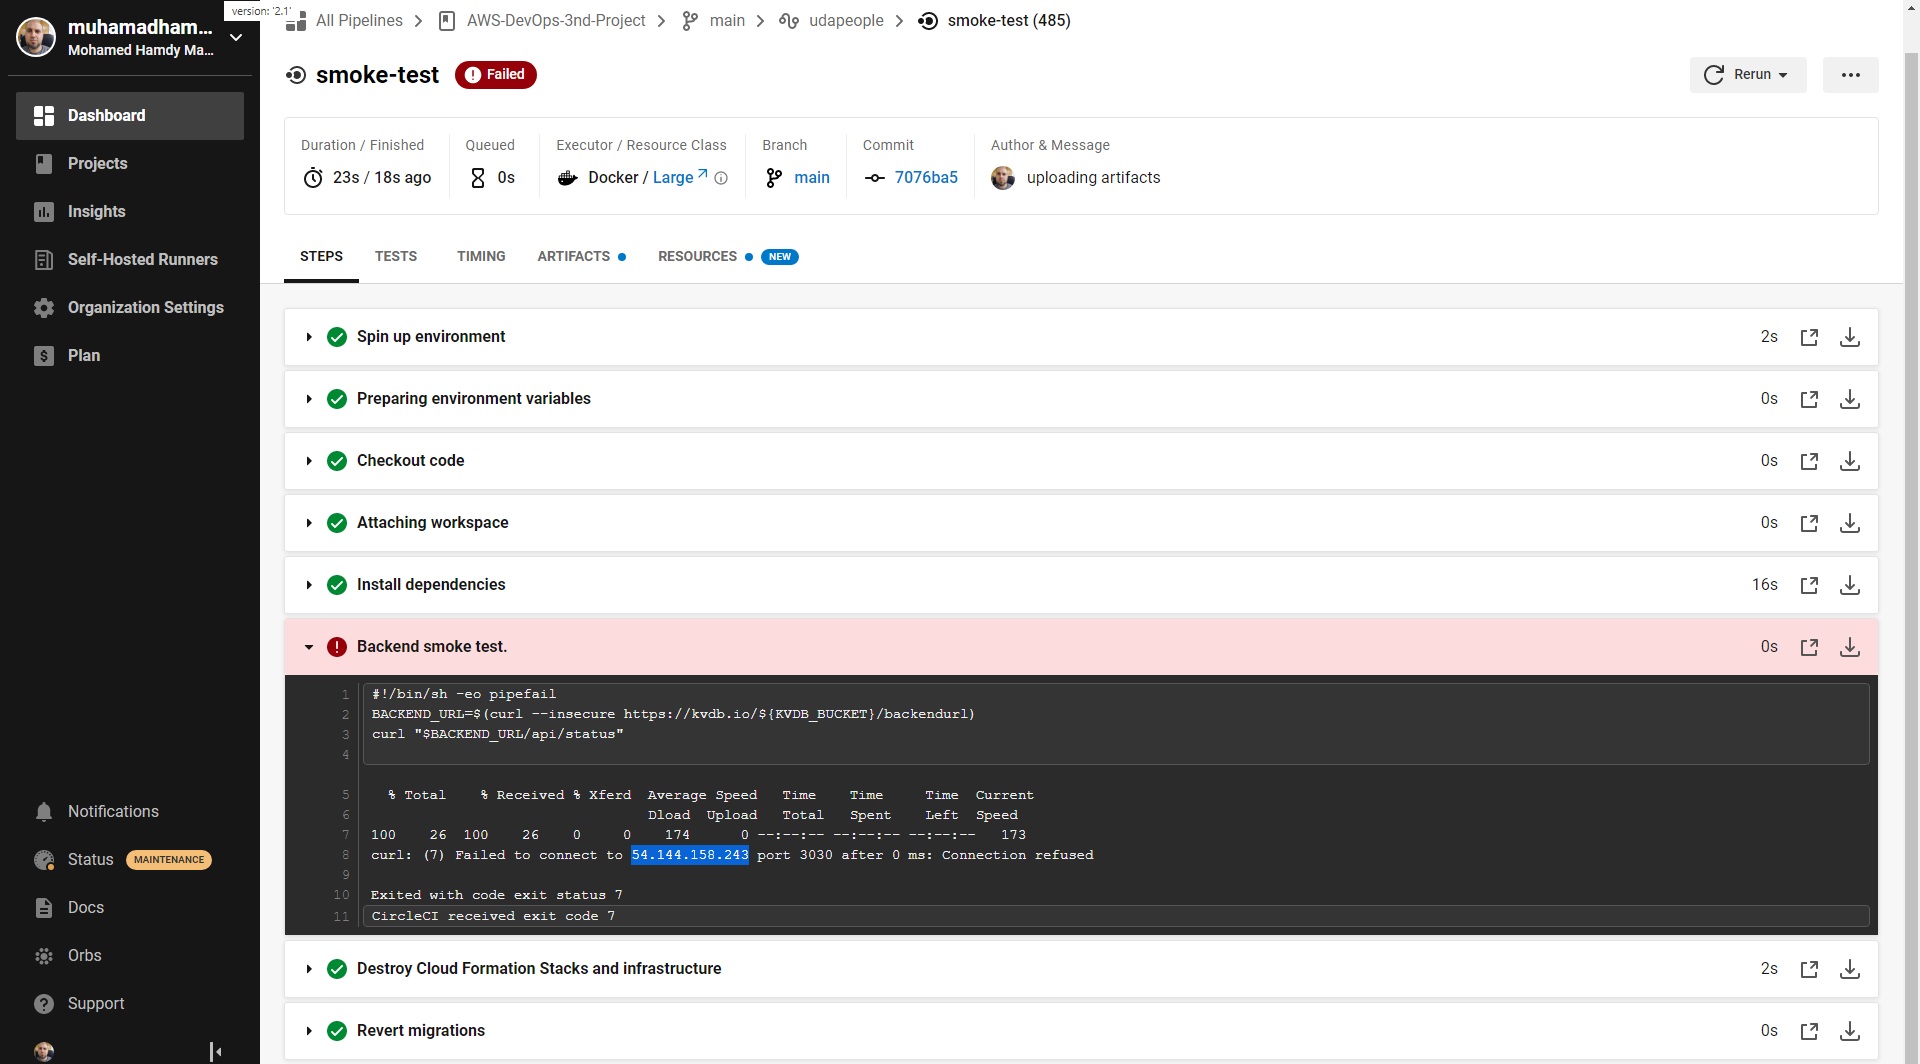 version: '2.1'
muhamadham...
Mohamed Hamdy Ma...
Dashboard
Projects
Insights
Self-Hosted Runners
Organization Settings
Plan
Notifications
Status MAINTENANCE
Docs
Orbs
Support
All Pipelines AWS-DevOps-3nd-Project main udapeople smoke-test (485)
smoke-test Failed
Rerun
Duration / Finished
23s / 18s ago
Queued
0s
Executor / Resource Class
Docker / Large
Branch
main
Commit
7076ba5
Author & Message
uploading artifacts
STEPS TESTS TIMING ARTIFACTS RESOURCES NEW
Spin up environment 2s
Preparing environment variables 0s
Checkout code 0s
Attaching workspace 0s
Install dependencies 16s
Backend smoke test. 0s
1 #!/bin/sh -eo pipefail
2 BACKEND_URL=$(curl --insecure https://kvdb.io/${KVDB_BUCKET}/backendurl)
3 curl "$BACKEND_URL/api/status"
4
5 % Total % Received % Xferd Average Speed Time Time Time Current
6 Dload Upload Total Spent Left Speed
7 100 26 100 26 0 0 174 0 --:--:-- --:--:-- --:--:-- 173
8 curl: (7) Failed to connect to 54.144.158.243 port 3030 after 0 ms: Connection refused
9
10 Exited with code exit status 7
11 CircleCI received exit code 7
Destroy Cloud Formation Stacks and infrastructure 2s
Revert migrations 0s